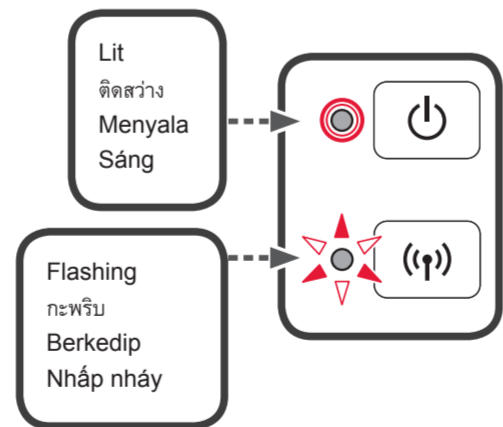 Lit
ติดสว่าง
Menyala
Sáng
Flashing
กะพริบ
Berkedip
Nhấp nháy